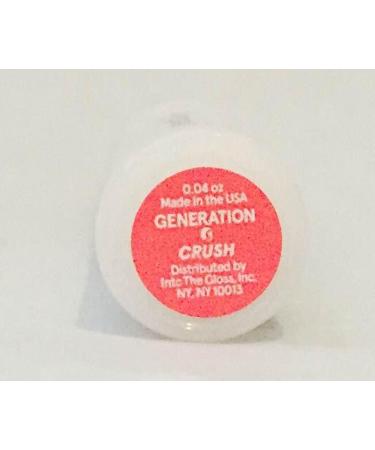 0.04 oz
Made in the USA
GENERATION
G
CRUSH
Distributed by
Into The Gloss, Inc.
NY, NY 10013